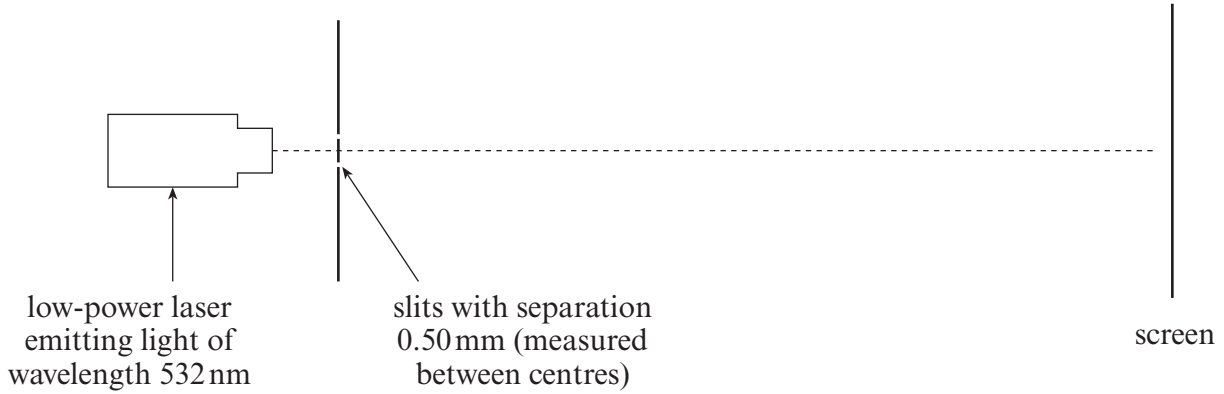 low-power laser
emitting light of
wavelength 532 nm
slits with separation
0.50 mm (measured
between centres)
screen